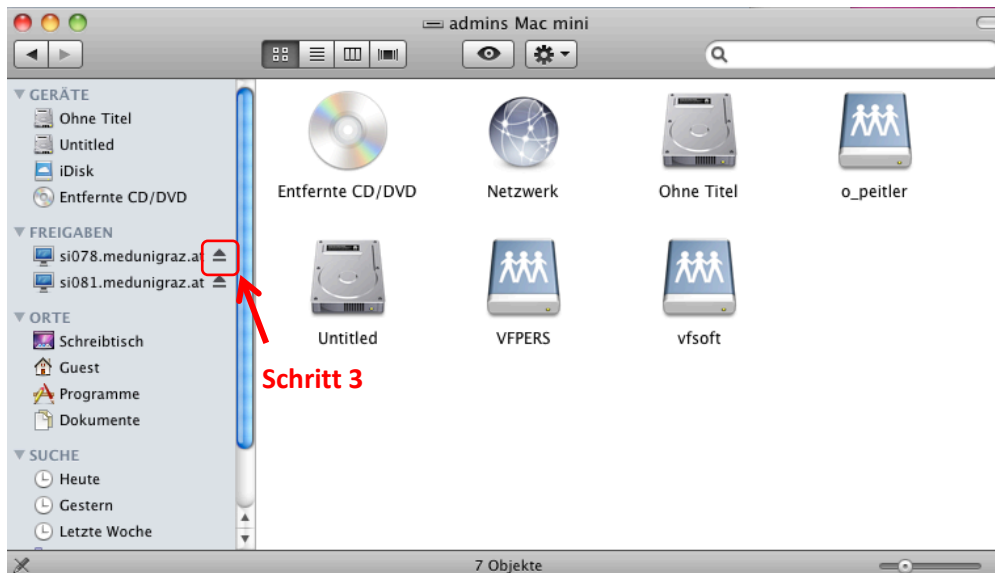 admins Mac mini
GERÄTE
Ohne Titel
Untitled
iDisk
Entfernte CD/DVD
FREIGABEN
si078.medunigraz.at
si081.medunigraz.at
ORTE
Schreibtisch
Guest
Programme
Dokumente
SUCHE
Heute
Gestern
Letzte Woche
Entfernte CD/DVD
Netzwerk
Ohne Titel
o_peitler
Untitled
VFPERS
vfsoft
Schritt 3
7 Objekte